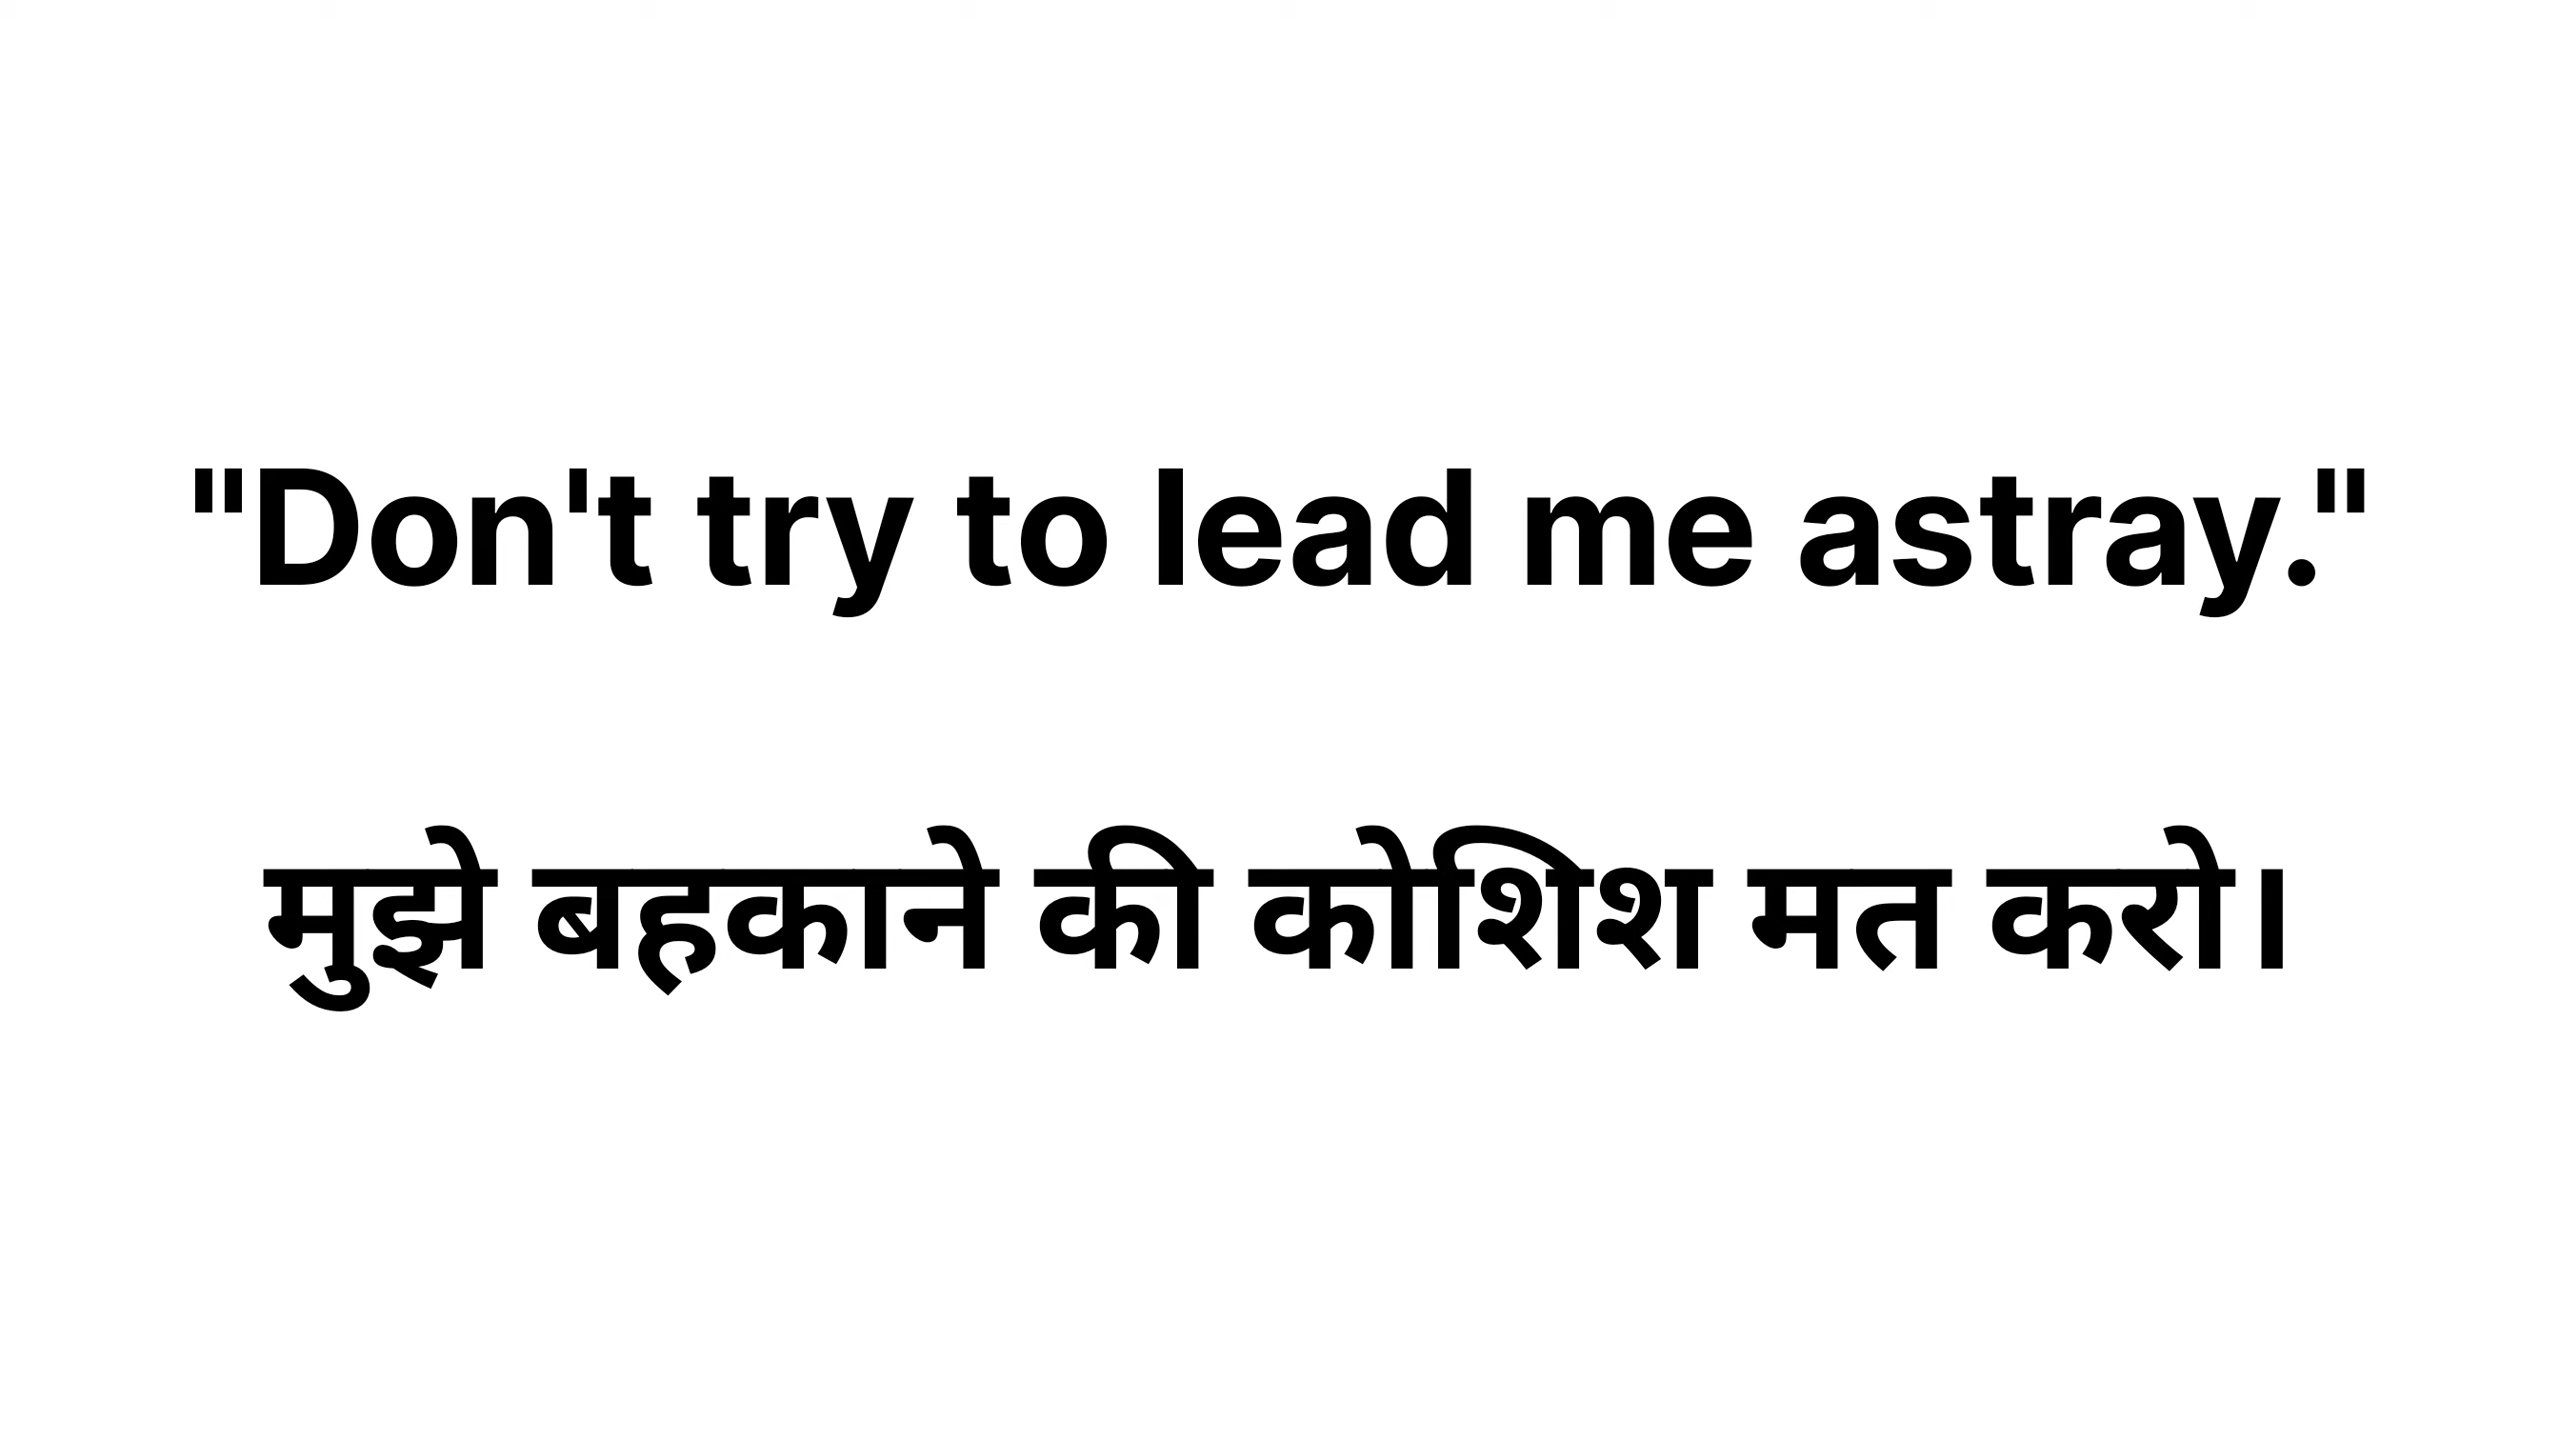 "Don't try to lead me astray."
मुझे बहकाने की कोशिश मत करो।